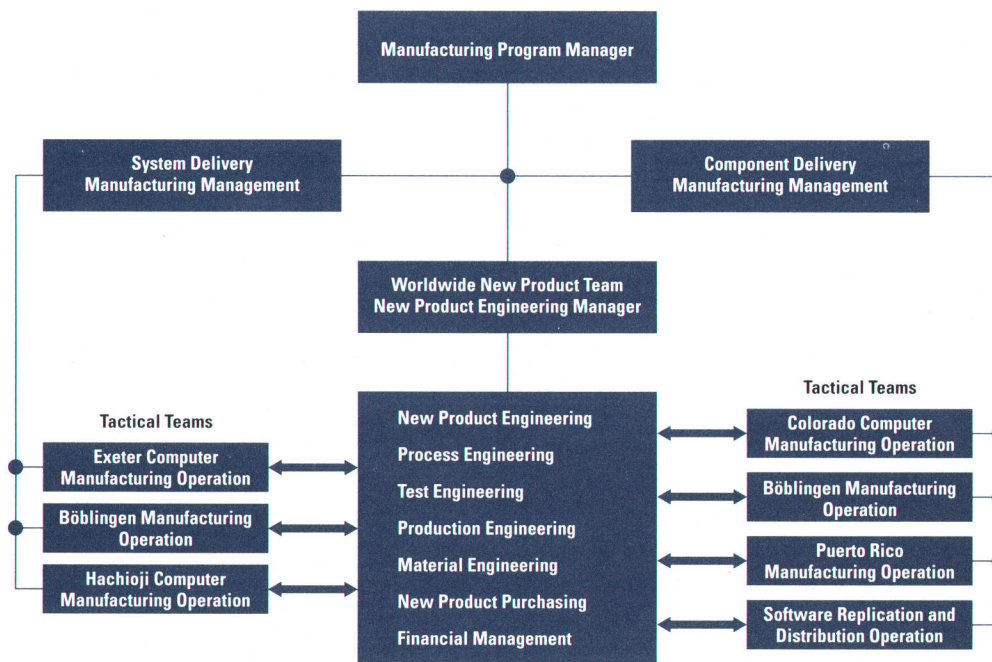 Manufacturing Program Manager
System Delivery
Manufacturing Management
Component Delivery
Manufacturing Management
Worldwide New Product Team
New Product Engineering Manager
Tactical Teams
Exeter Computer
Manufacturing Operation
Böblingen Manufacturing
Operation
Hachioji Computer
Manufacturing Operation
New Product Engineering
Process Engineering
Test Engineering
Production Engineering
Material Engineering
New Product Purchasing
Financial Management
Tactical Teams
Colorado Computer
Manufacturing Operation
Böblingen Manufacturing
Operation
Puerto Rico
Manufacturing Operation
Software Replication and
Distribution Operation